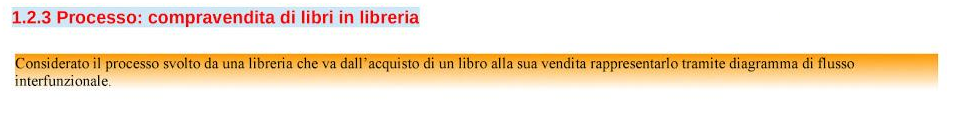 1.2.3 Processo: compravendita di libri in libreria
Considerato il processo svolto da una libreria che va dall'acquisto di un libro alla sua vendita rappresentarlo tramite diagramma di flusso
interfunzionale.